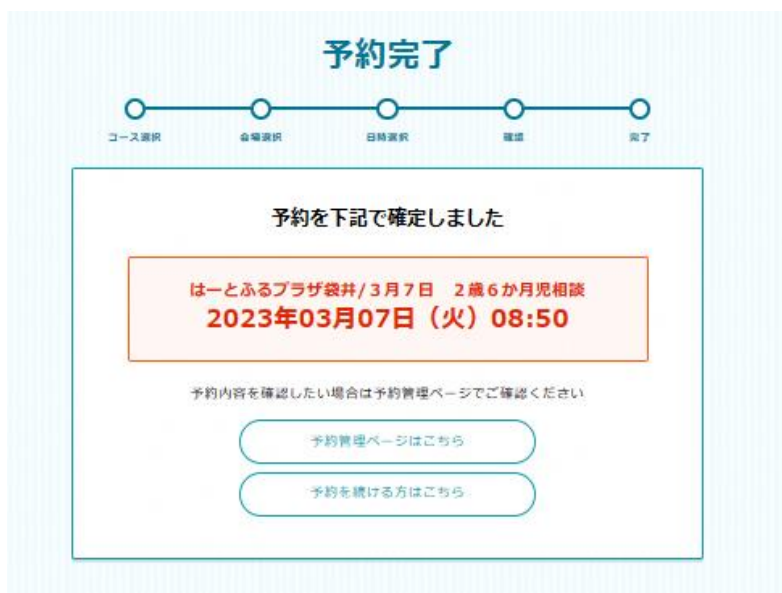 予約完了
コース選択
会場選択
日時選択
確認
完了
予約を下記で確定しました
はーとふるプラザ袋井/３月７日　２歳６か月児相談
2023年03月07日（火）08:50
予約内容を確認したい場合は予約管理ページでご確認ください
予約管理ページはこちら
予約を続ける方はこちら